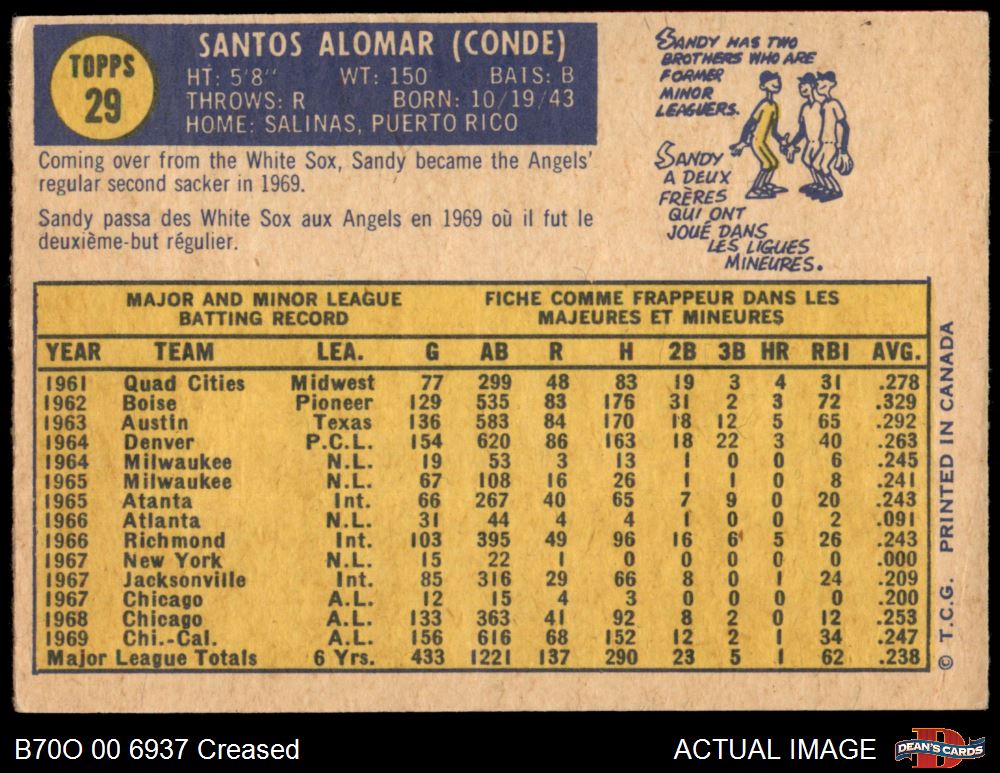 TOPPS
29
SANTOS ALOMAR (CONDE)
HT: 5'8" WT: 150 BATS: B
THROWS: R BORN: 10/19/43
HOME: SALINAS, PUERTO RICO
Coming over from the White Sox, Sandy became the Angels'
regular second sacker in 1969.
Sandy passa des White Sox aux Angels en 1969 où il fut le
deuxième-but régulier.
SANDY HAS TWO
BROTHERS WHO ARE
FORMER
MINOR
LEAGUERS.
SANDY
A DEUX
FRÈRES
QUI ONT
JOUÉ DANS
LES LIGUES
MINEURES.
MAJOR AND MINOR LEAGUE
BATTING RECORD
FICHE COMME FRAPPEUR DANS LES
MAJEURES ET MINEURES
YEAR TEAM LEA. G AB R H 2B 3B HR RBI AVG.
1961 Quad Cities Midwest 77 299 48 83 19 3 4 31 .278
1962 Boise Pioneer 129 535 83 176 31 2 3 72 .329
1963 Austin Texas 136 583 84 170 18 12 5 65 .292
1964 Denver P.C.L. 154 620 86 163 18 22 3 40 .263
1964 Milwaukee N.L. 19 53 3 13 1 0 0 6 .245
1965 Milwaukee N.L. 67 108 16 26 1 1 0 8 .241
1965 Atanta Int. 66 267 40 65 7 9 0 20 .243
1966 Atlanta N.L. 31 44 4 4 1 0 0 2 .091
1966 Richmond Int. 103 395 49 96 16 6 5 26 .243
1967 New York N.L. 15 22 1 0 0 0 0 0 .000
1967 Jacksonville Int. 85 316 29 66 8 0 1 24 .209
1967 Chicago A.L. 12 15 4 3 0 0 0 0 .200
1968 Chicago A.L. 133 363 41 92 8 2 0 12 .253
1969 Chi.-Cal. A.L. 156 616 68 152 12 2 1 34 .247
Major League Totals 6 Yrs. 433 1221 137 290 23 5 1 62 .238
© T.C.G. PRINTED IN CANADA
B70O 00 6937 Creased
ACTUAL IMAGE
DEAN'S CARDS